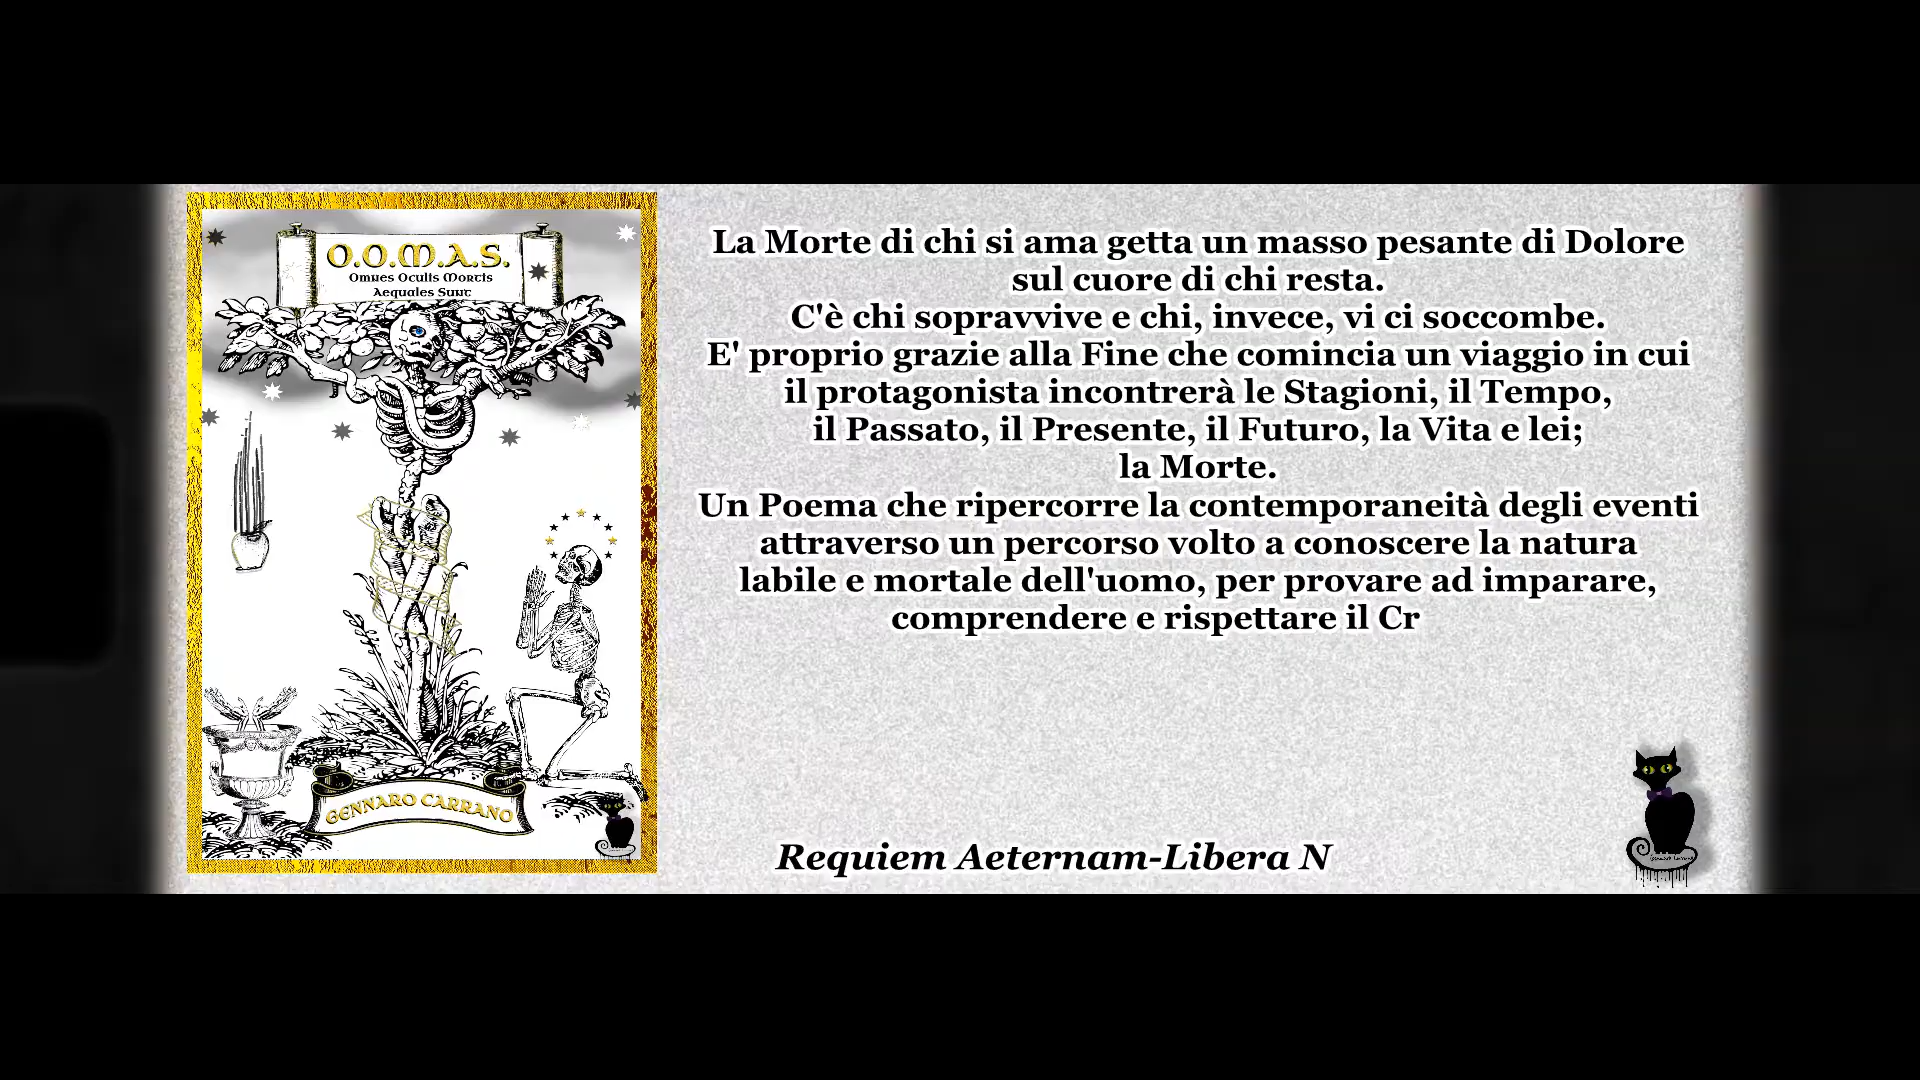 O.O.M.A.S.
Omnes Oculis Mortis
Aequales Sunt
GENNARO CARRANO
La Morte di chi si ama getta un masso pesante di Dolore
sul cuore di chi resta.
C'è chi sopravvive e chi, invece, vi ci soccombe.
E' proprio grazie alla Fine che comincia un viaggio in cui
il protagonista incontrerà le Stagioni, il Tempo,
il Passato, il Presente, il Futuro, la Vita e lei;
la Morte.
Un Poema che ripercorre la contemporaneità degli eventi
attraverso un percorso volto a conoscere la natura
labile e mortale dell'uomo, per provare ad imparare,
comprendere e rispettare il Cr
Requiem Aeternam-Libera N